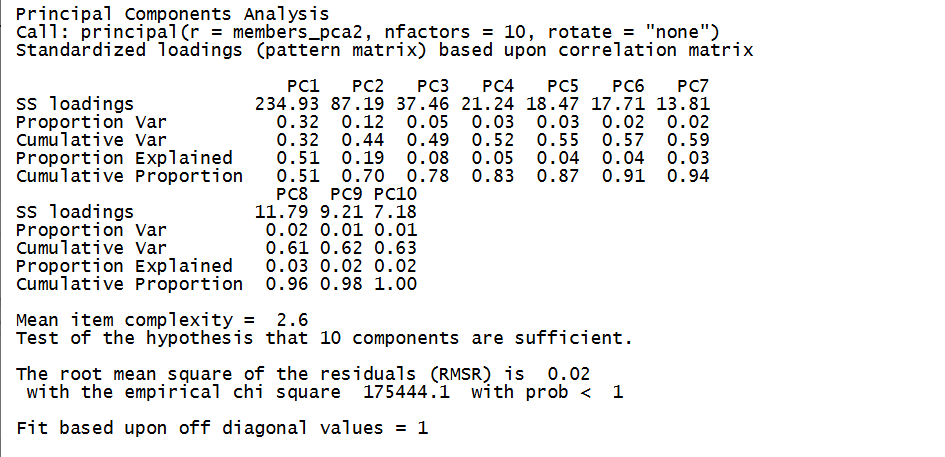 Principal Components Analysis
Call: principal(r = members_pca2, nfactors = 10, rotate = "none")
Standardized loadings (pattern matrix) based upon correlation matrix
PC1 PC2 PC3 PC4 PC5 PC6 PC7
SS loadings 234.93 87.19 37.46 21.24 18.47 17.71 13.81
Proportion Var 0.32 0.12 0.05 0.03 0.03 0.02 0.02
Cumulative Var 0.32 0.44 0.49 0.52 0.55 0.57 0.59
Proportion Explained 0.51 0.19 0.08 0.05 0.04 0.04 0.03
Cumulative Proportion 0.51 0.70 0.78 0.83 0.87 0.91 0.94
PC8 PC9 PC10
SS loadings 11.79 9.21 7.18
Proportion Var 0.02 0.01 0.01
Cumulative Var 0.61 0.62 0.63
Proportion Explained 0.03 0.02 0.02
Cumulative Proportion 0.96 0.98 1.00
Mean item complexity = 2.6
Test of the hypothesis that 10 components are sufficient.
The root mean square of the residuals (RMSR) is 0.02
with the empirical chi square 175444.1 with prob < 1
Fit based upon off diagonal values = 1